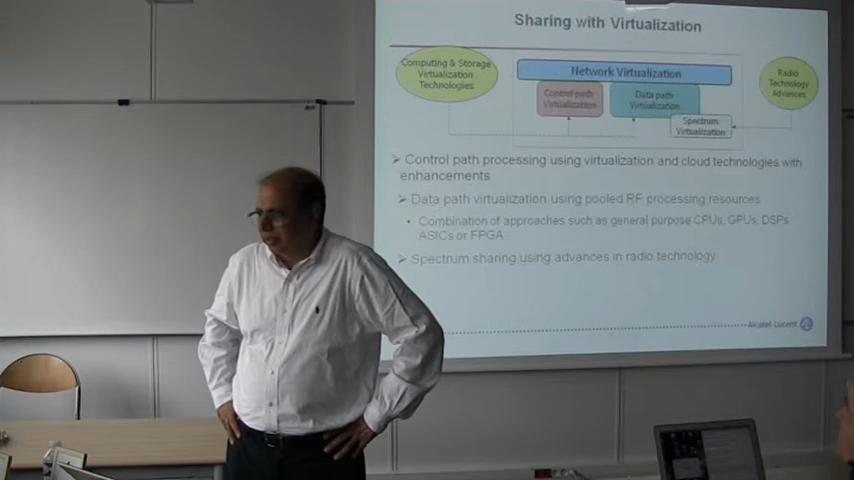 Sharing with Virtualization
Computing & Storage
Virtualization
Technologies
Network Virtualization
Radio
Technology
Advances
Control path
Virtualization
Data path
Virtualization
Spectrum
Virtualization
➢ Control path processing using virtualization and cloud technologies with
enhancements
➢ Data path virtualization using pooled RF processing resources
• Combination of approaches such as general purpose CPUs, GPUs, DSPs,
ASICs or FPGA
➢ Spectrum sharing using advances in radio technology
Alcatel·Lucent